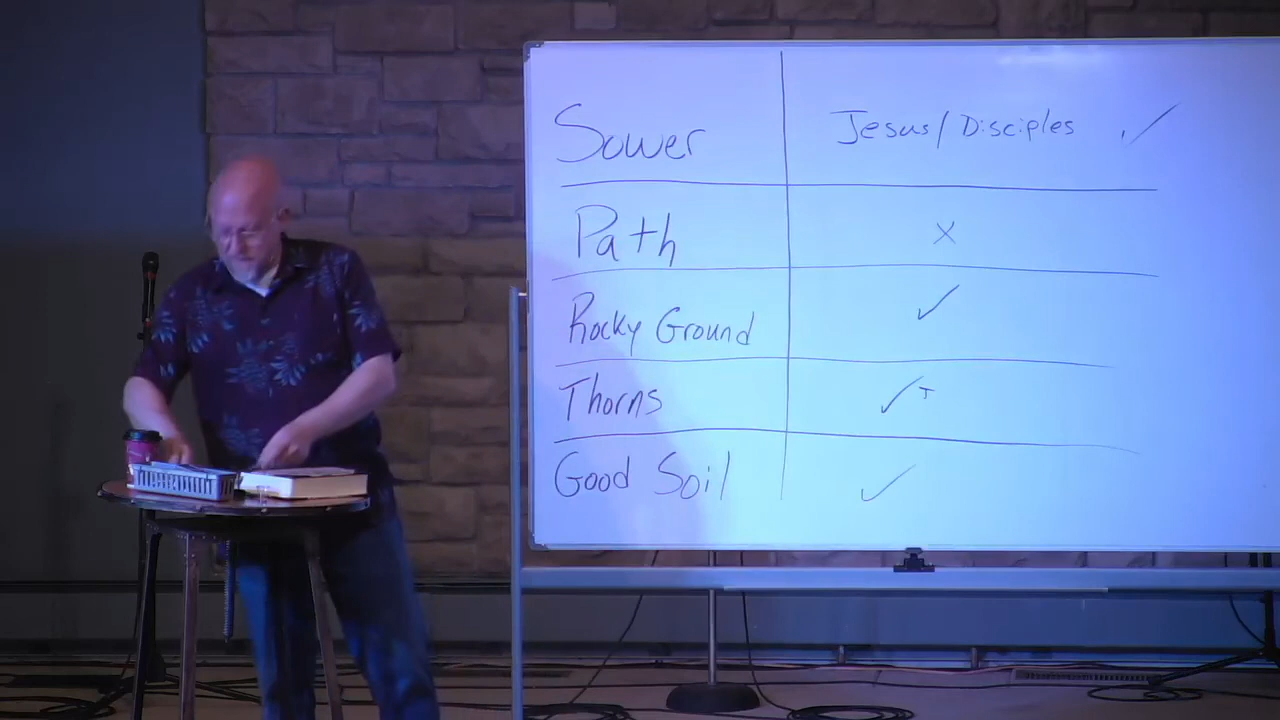 Sower Jesus/Disciples ✓
Path x
Rocky Ground ✓
Thorns ✓+
Good Soil ✓